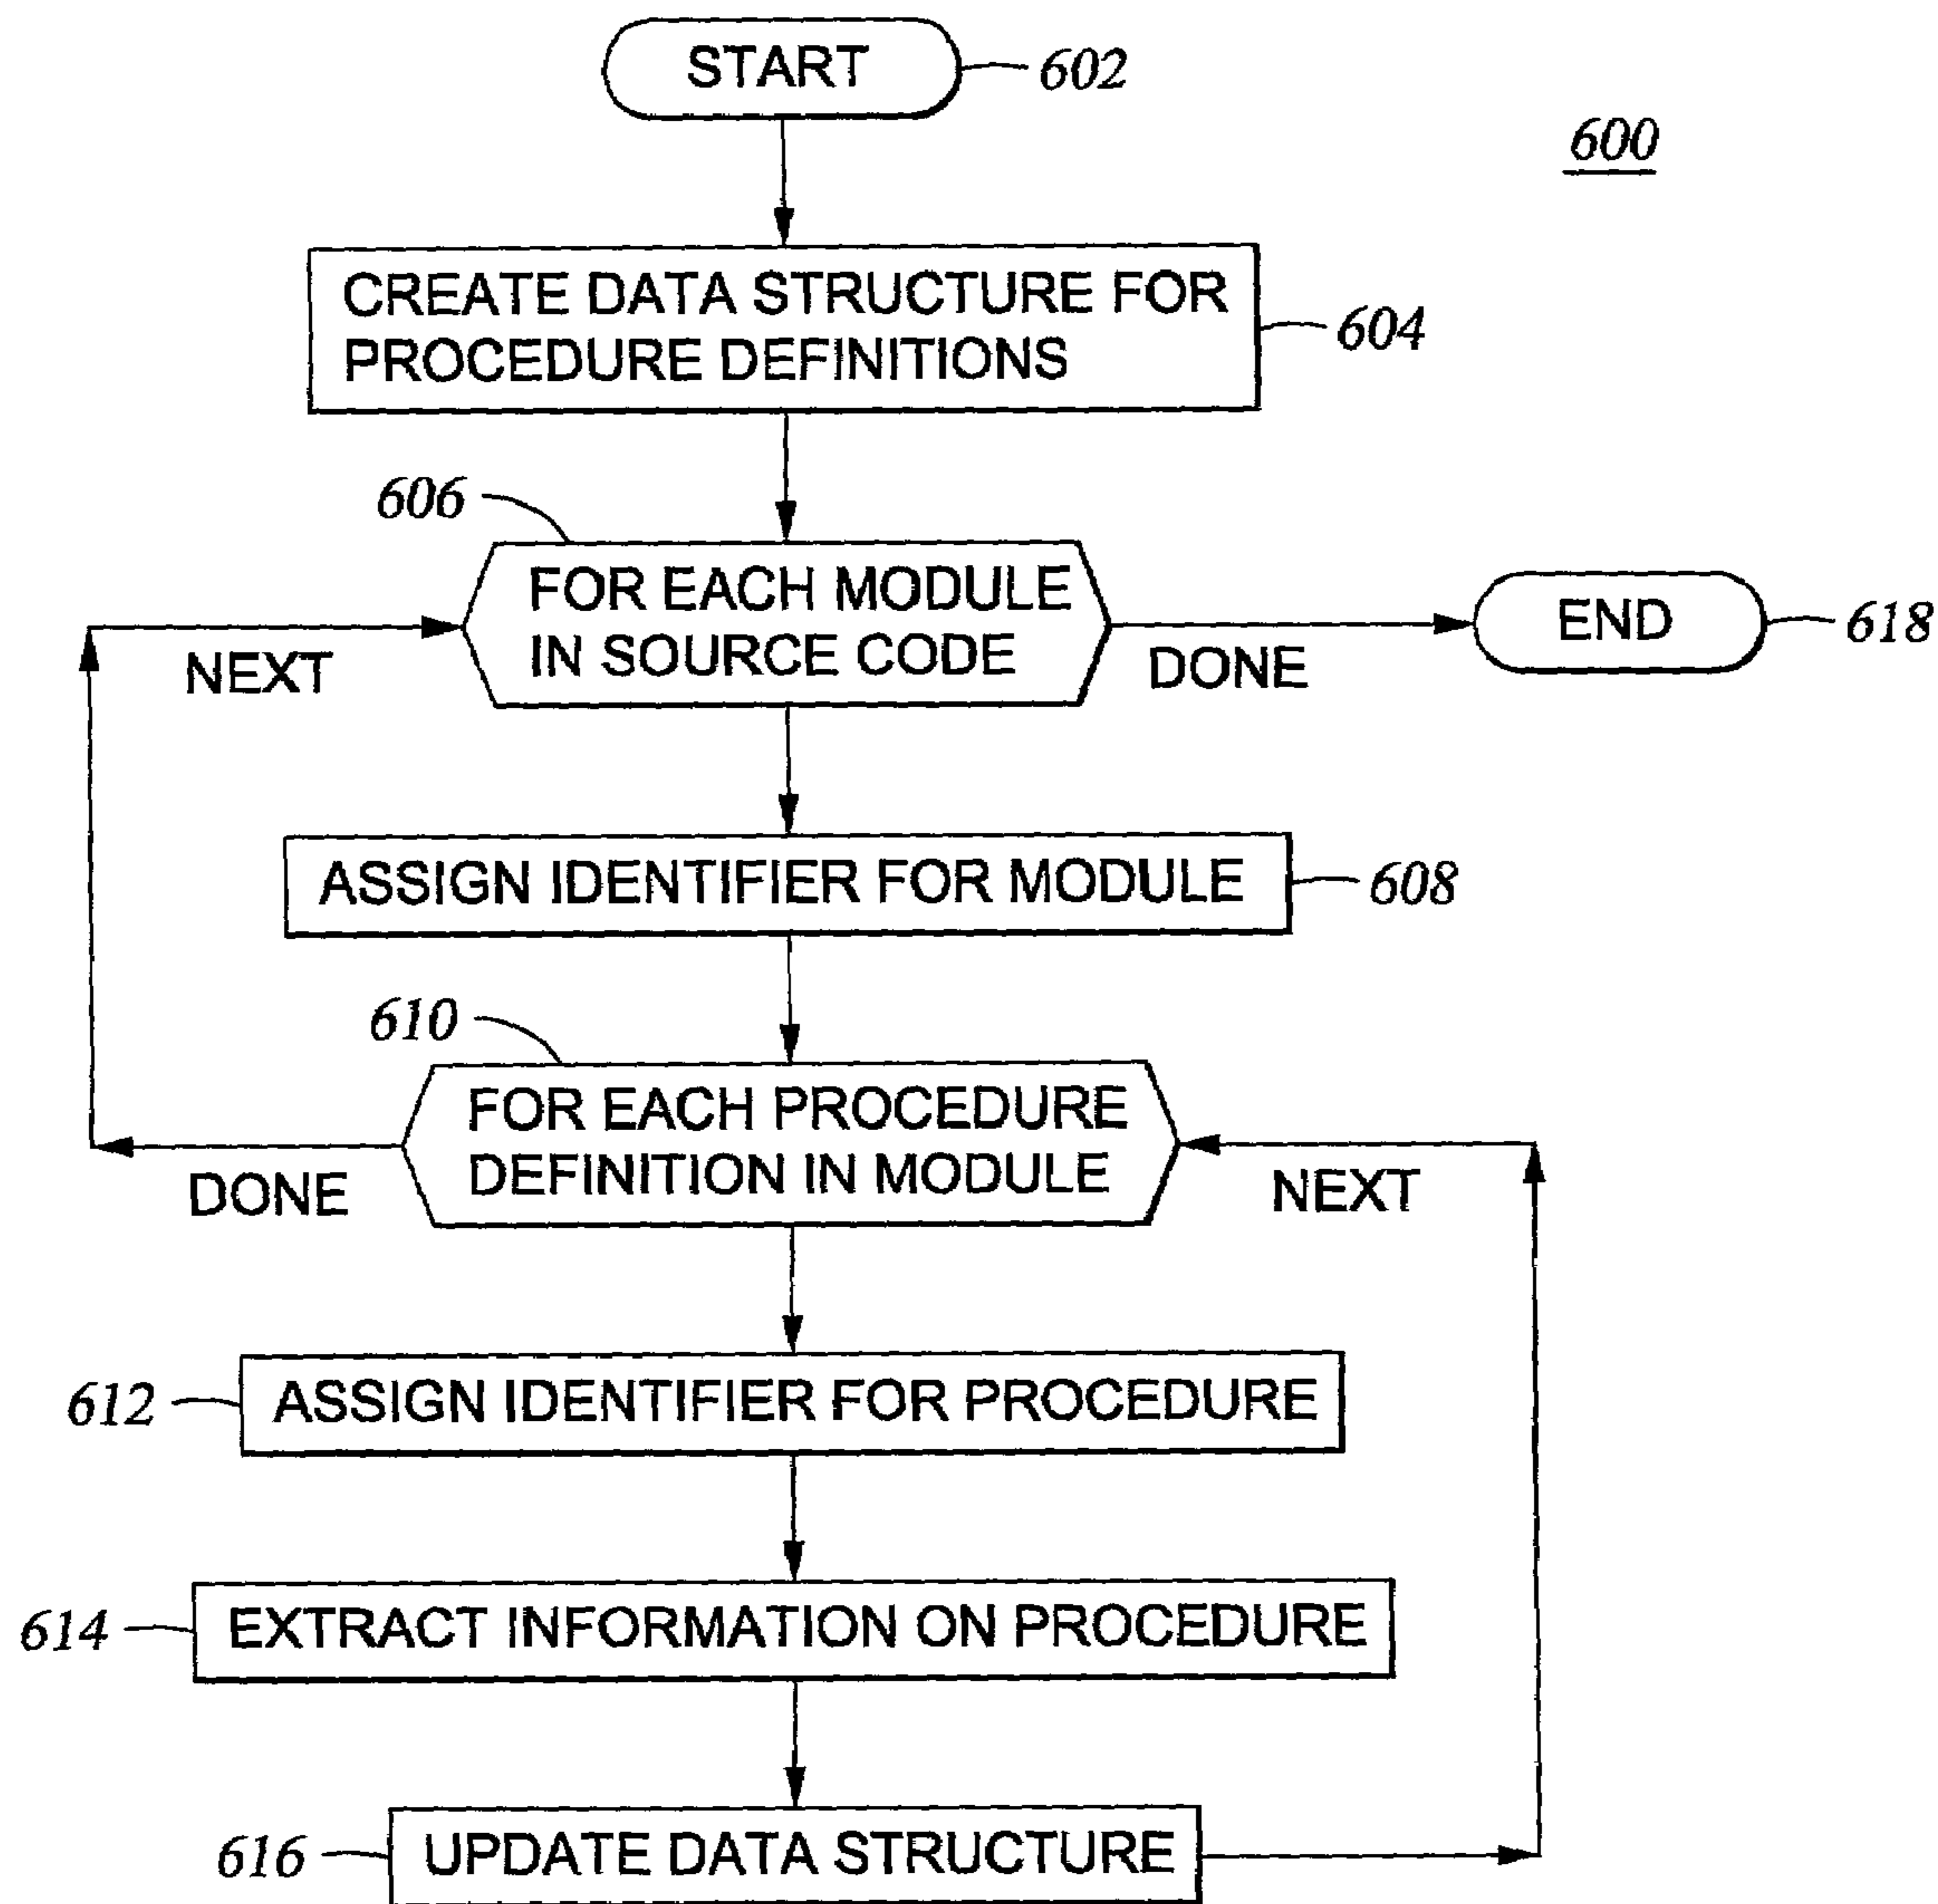 START
602
600
CREATE DATA STRUCTURE FOR
PROCEDURE DEFINITIONS
604
606
FOR EACH MODULE
IN SOURCE CODE
NEXT
DONE
END
618
ASSIGN IDENTIFIER FOR MODULE
608
610
FOR EACH PROCEDURE
DEFINITION IN MODULE
DONE
NEXT
612
ASSIGN IDENTIFIER FOR PROCEDURE
614
EXTRACT INFORMATION ON PROCEDURE
616
UPDATE DATA STRUCTURE